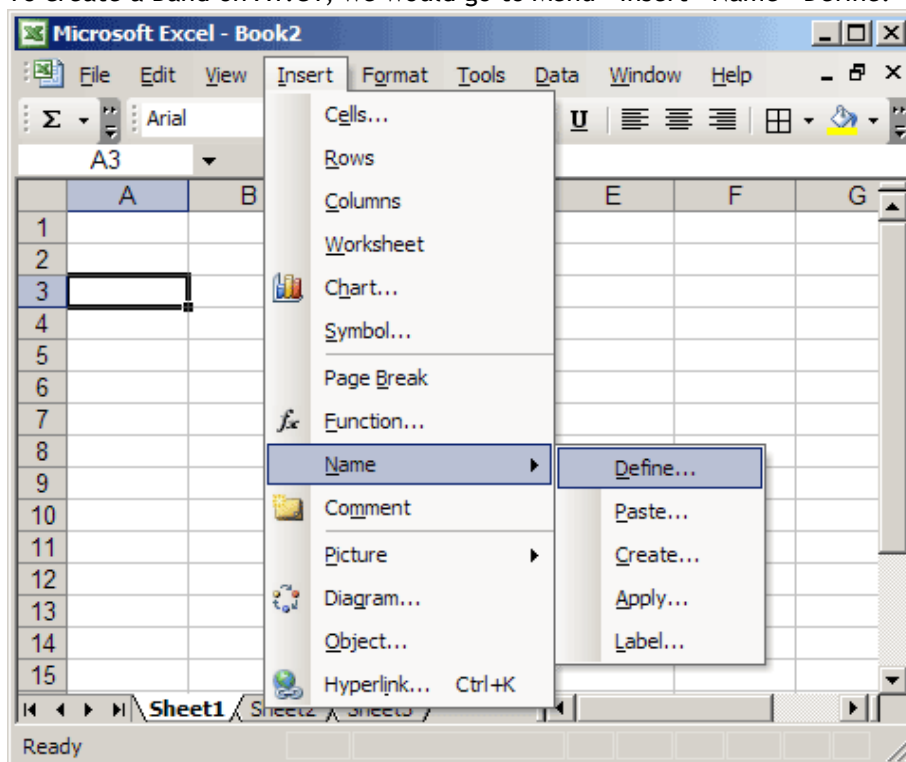 Microsoft Excel - Book2
File Edit View Insert Format Tools Data Window Help
Σ Arial U
A3
A B E F G
1
2
3
4
5
6
7
8
9
10
11
12
13
14
15
Cells...
Rows
Columns
Worksheet
Chart...
Symbol...
Page Break
fx Function...
Name
Comment
Picture
Diagram...
Object...
Hyperlink... Ctrl+K
Define...
Paste...
Create...
Apply...
Label...
Sheet1
Ready